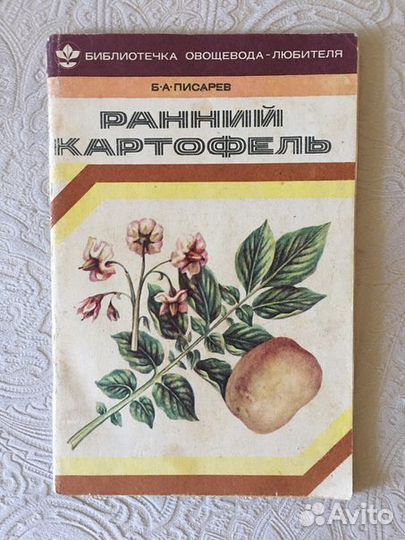 БИБЛИОТЕЧКА ОВОЩЕВОДА-ЛЮБИТЕЛЯ
Б·А·ПИСАРЕВ
РАННИЙ
КАРТОФЕЛЬ
Avito